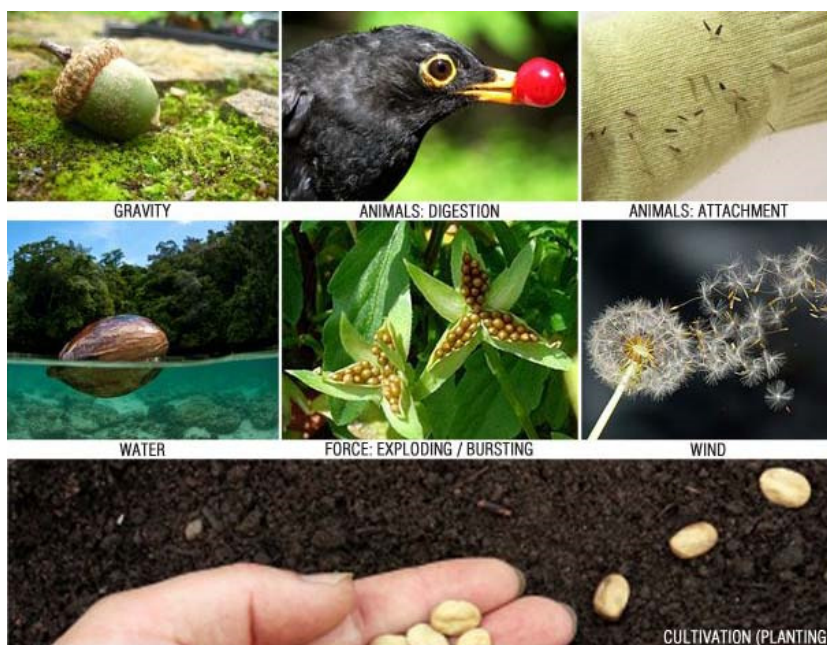 GRAVITY
ANIMALS: DIGESTION
ANIMALS: ATTACHMENT
WATER
FORCE: EXPLODING / BURSTING
WIND
CULTIVATION (PLANTING